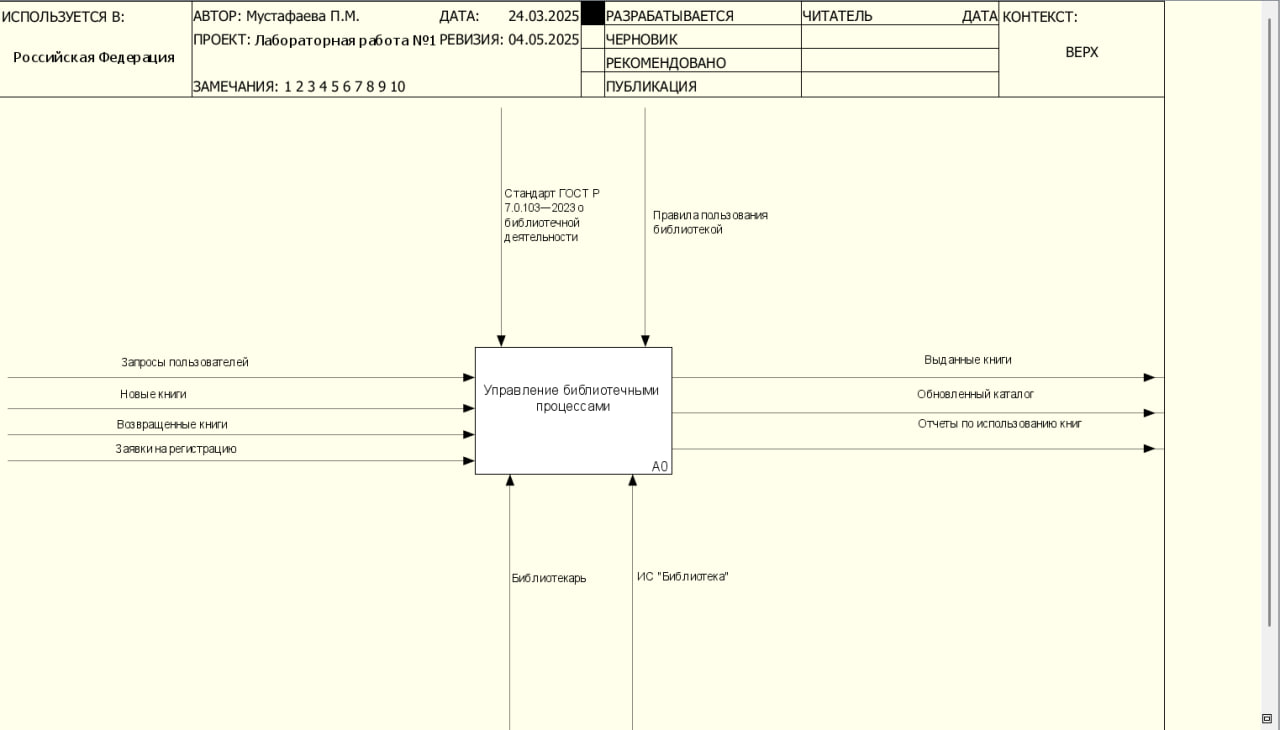 ИСПОЛЬЗУЕТСЯ В:
Российская Федерация
АВТОР: Мустафаева П.М.
ДАТА: 24.03.2025
ПРОЕКТ: Лабораторная работа №1
РЕВИЗИЯ: 04.05.2025
ЗАМЕЧАНИЯ: 1 2 3 4 5 6 7 8 9 10
РАЗРАБАТЫВАЕТСЯ
ЧЕРНОВИК
РЕКОМЕНДОВАНО
ПУБЛИКАЦИЯ
ЧИТАТЕЛЬ
ДАТА
КОНТЕКСТ:
ВЕРХ
Стандарт ГОСТ Р
7.0.103—2023 о
библиотечной
деятельности
Правила пользования
библиотекой
Запросы пользователей
Новые книги
Возвращенные книги
Заявки на регистрацию
Управление библиотечными
процессами
A0
Выданные книги
Обновленный каталог
Отчеты по использованию книг
Библиотекарь
ИС "Библиотека"